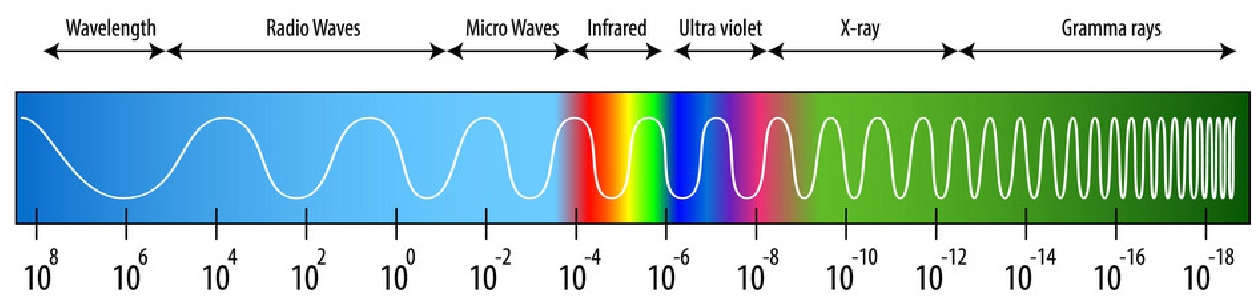 Wavelength Radio Waves Micro Waves Infrared Ultra violet X-ray Gramma rays
10^8 10^6 10^4 10^2 10^0 10^-2 10^-4 10^-6 10^-8 10^-10 10^-12 10^-14 10^-16 10^-18